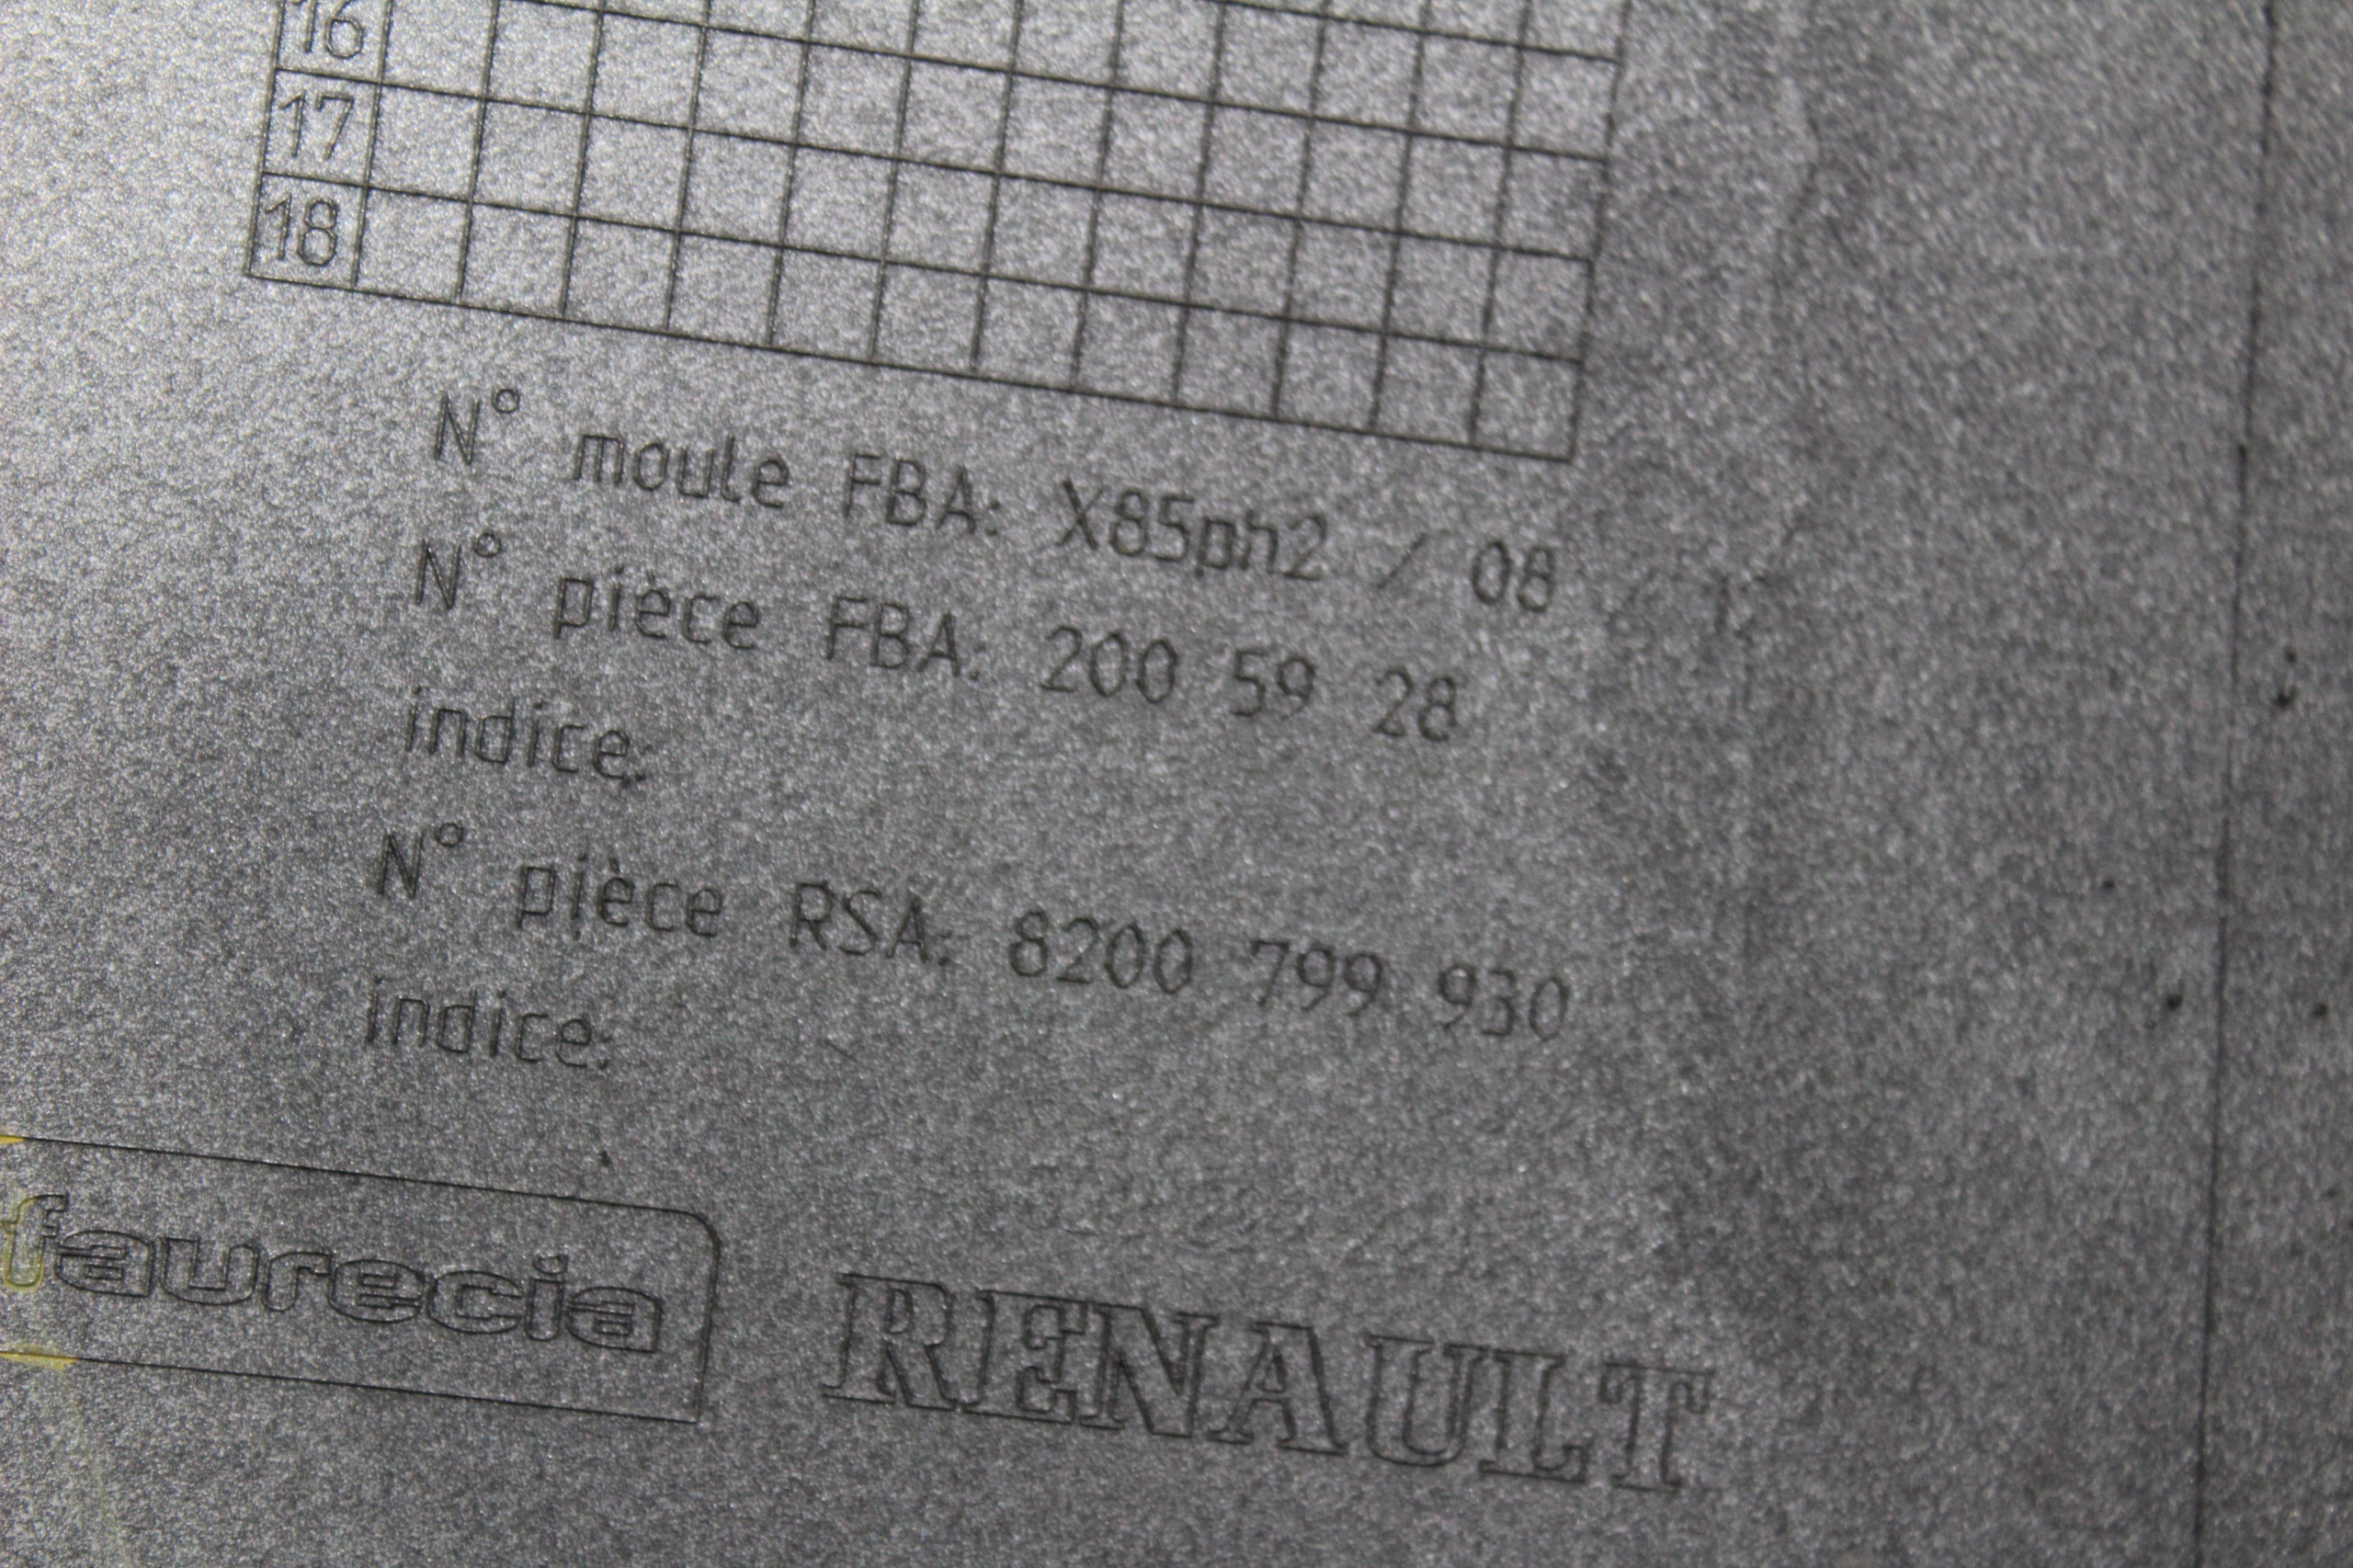 16
17
18
N° moule FBA: X85ph2 / 08 / 12
N° pièce FBA: 200 59 28
indice:
N° pièce RSA: 8200 799 930
indice:
faurecia
RENAULT